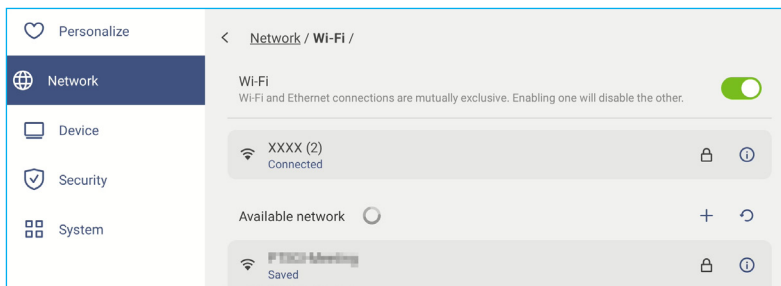 Personalize
Network
Device
Security
System
Network / Wi-Fi /
Wi-Fi
Wi-Fi and Ethernet connections are mutually exclusive. Enabling one will disable the other.
XXXX (2)
Connected
Available network
Saved